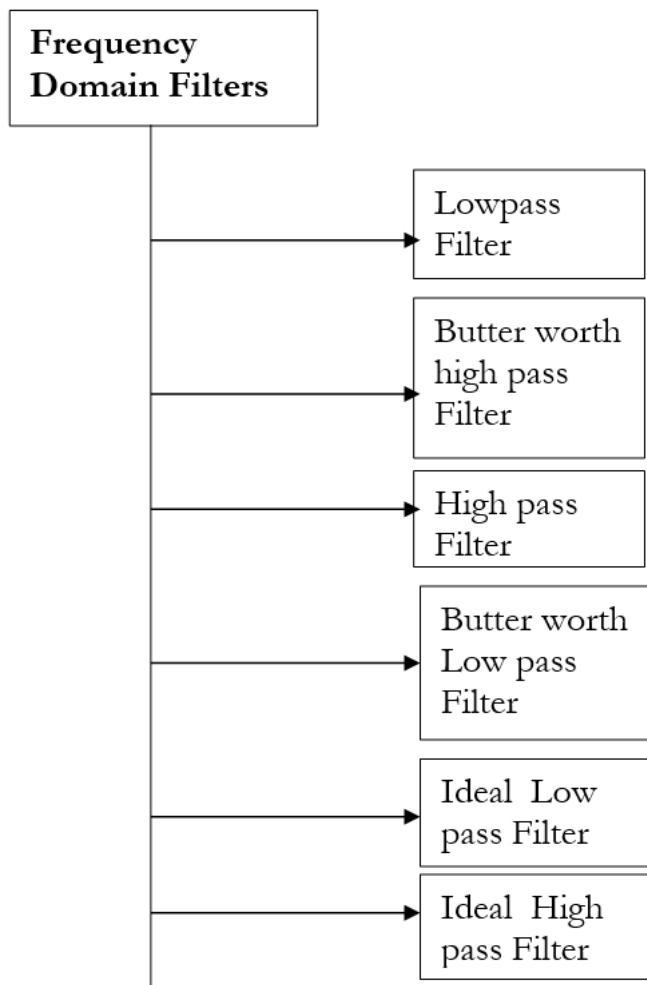 Frequency
Domain Filters
Lowpass
Filter
Butter worth
high pass
Filter
High pass
Filter
Butter worth
Low pass
Filter
Ideal  Low
pass Filter
Ideal  High
pass Filter